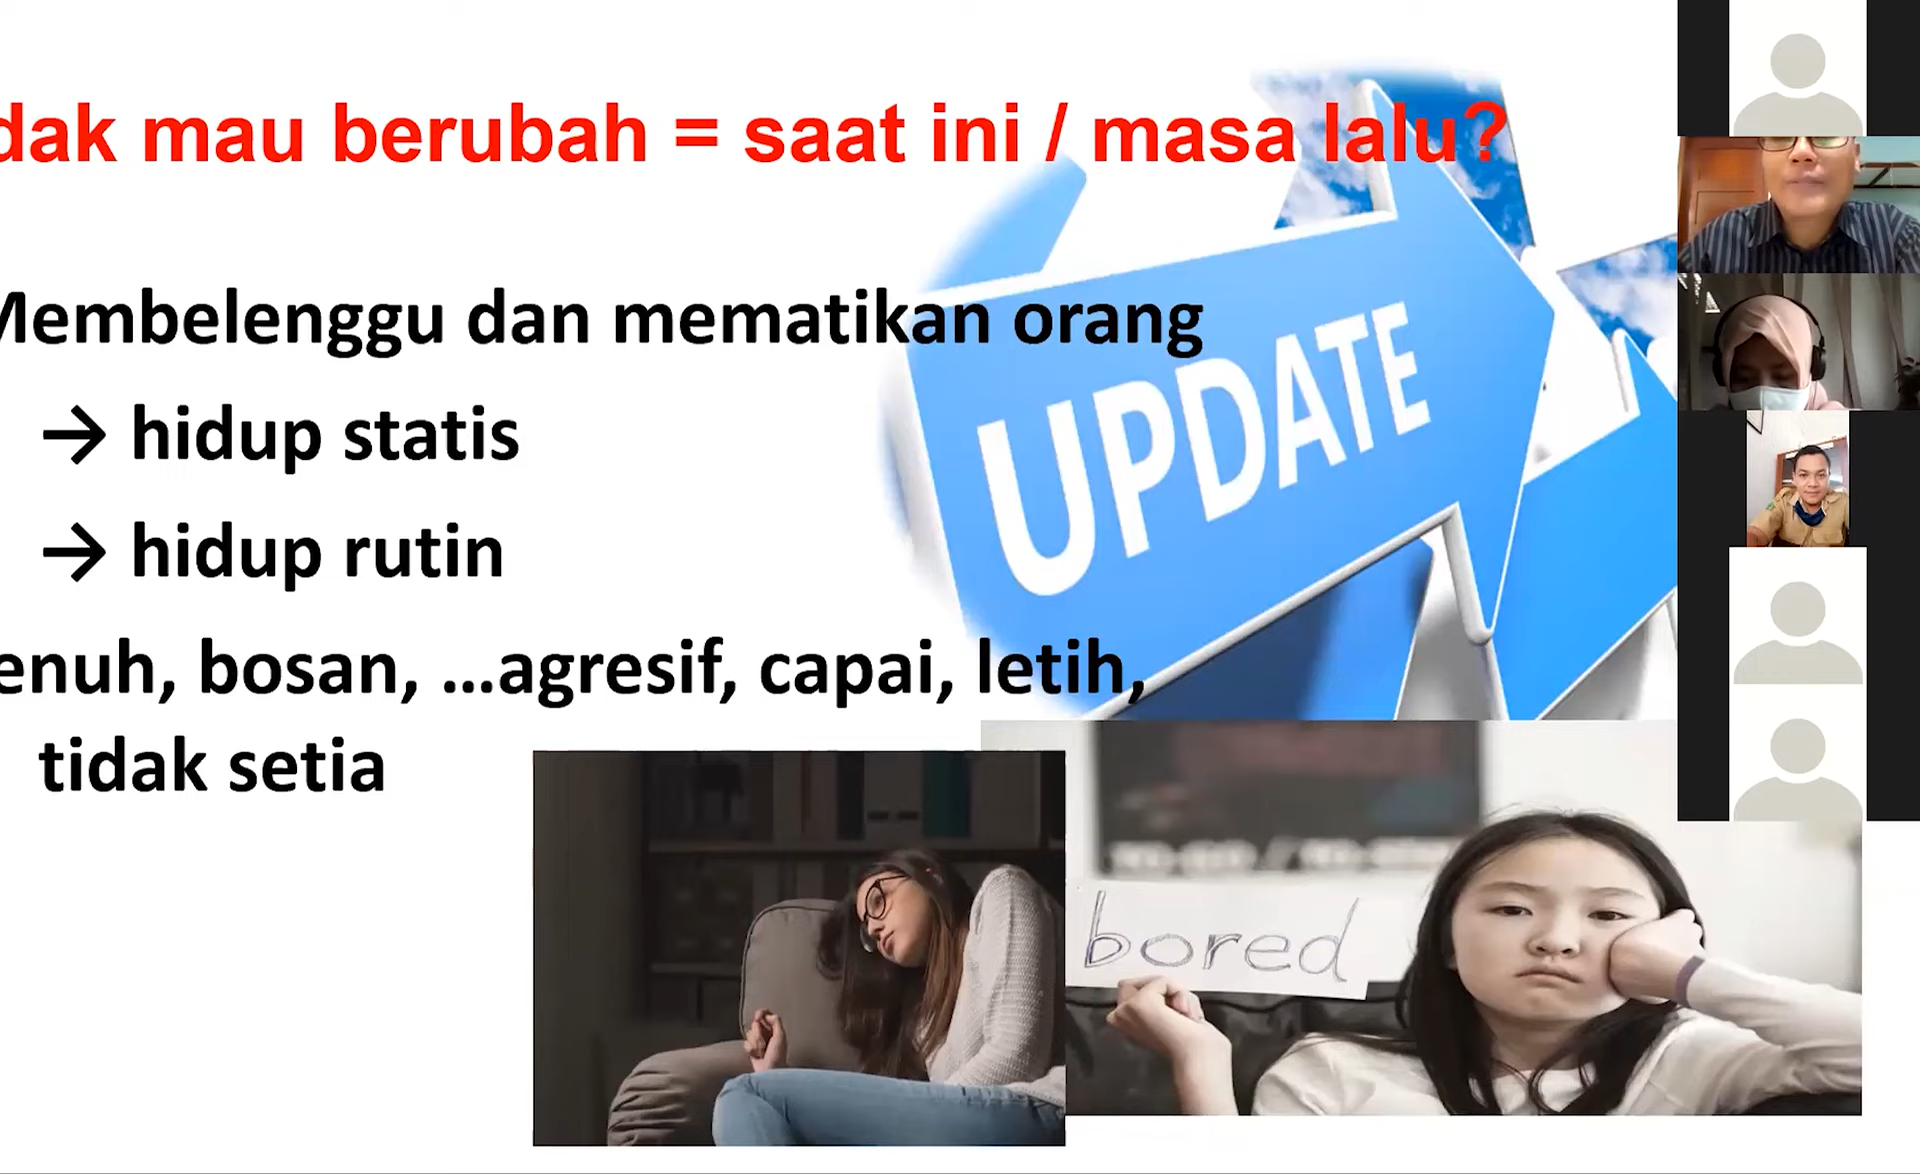 dak mau berubah = saat ini / masa lalu?
Membelenggu dan mematikan orang
→ hidup statis
→ hidup rutin
enuh, bosan, ...agresif, capai, letih,
tidak setia
UPDATE
bored